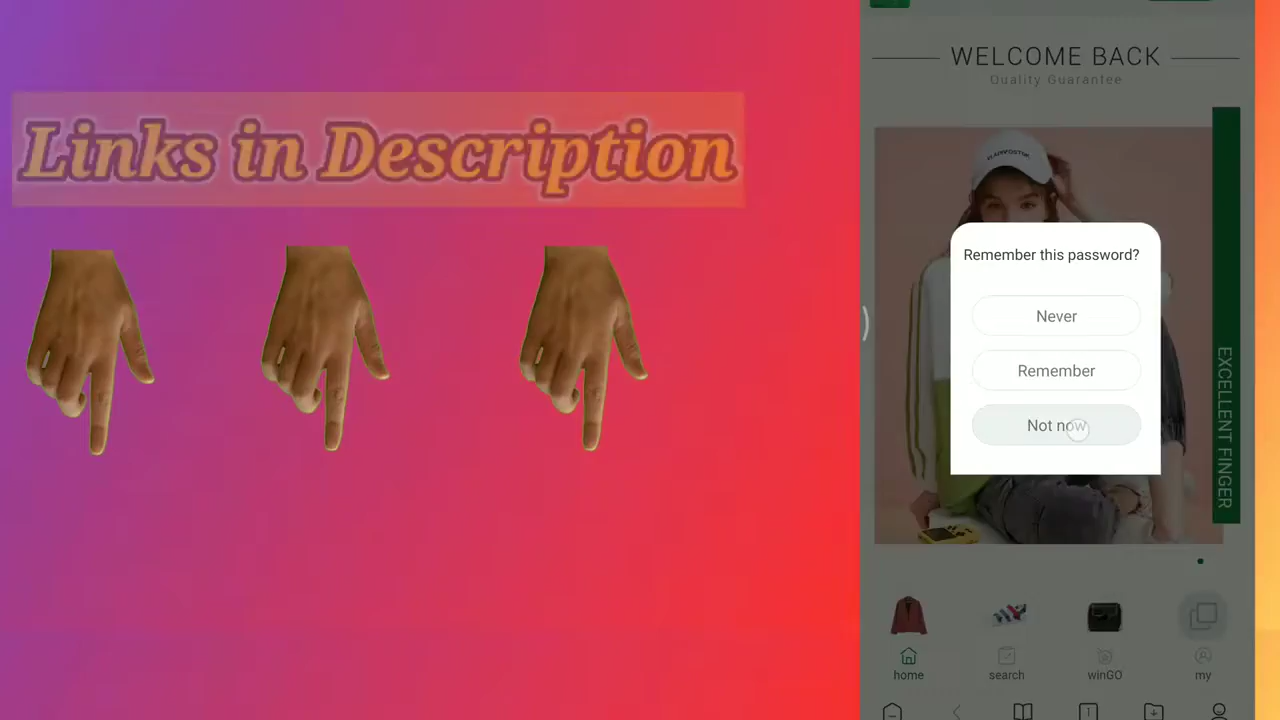 Links in Description
WELCOME BACK
Quality Guarantee
Remember this password?
Never
Remember
Not now
EXCELLENT FINGER
home
search
winGO
my
1